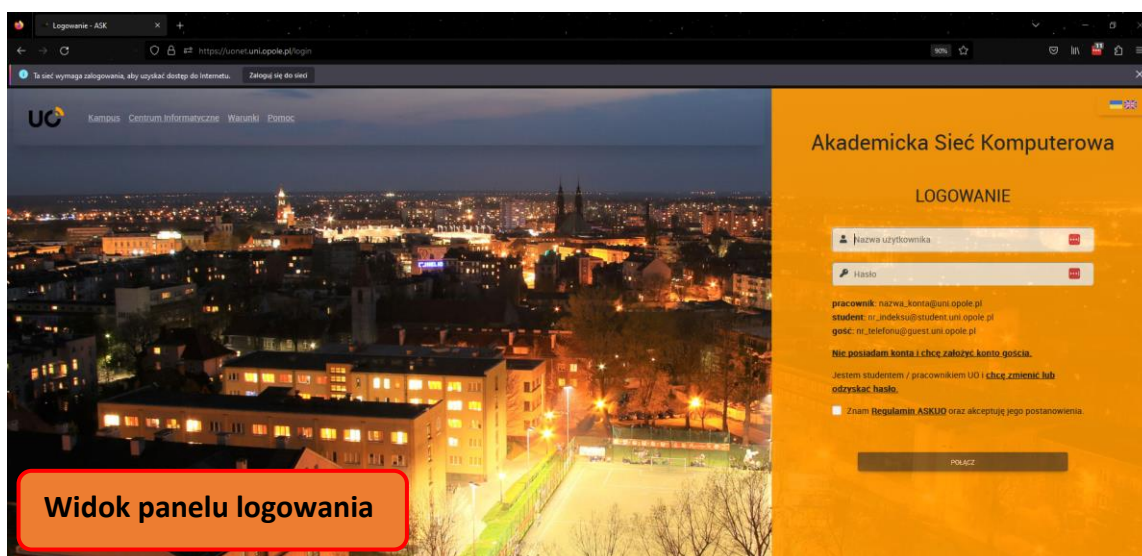 Logowanie - ASK
https://uonet.uni.opole.pl/login
90%
Ta sieć wymaga zalogowania, aby uzyskać dostęp do Internetu. Zaloguj się do sieci
UO Kampus Centrum Informatyczne Warunki Pomoc
Akademicka Sieć Komputerowa
LOGOWANIE
Nazwa użytkownika
Hasło
pracownik: nazwa_konta@uni.opole.pl
student: nr_indeksu@student.uni.opole.pl
gość: nr_telefonu@guest.uni.opole.pl
Nie posiadam konta i chcę założyć konto gościa.
Jestem studentem / pracownikiem UO i chcę zmienić lub
odzyskać hasło.
Znam Regulamin ASKUO oraz akceptuję jego postanowienia.
POŁĄCZ
Widok panelu logowania